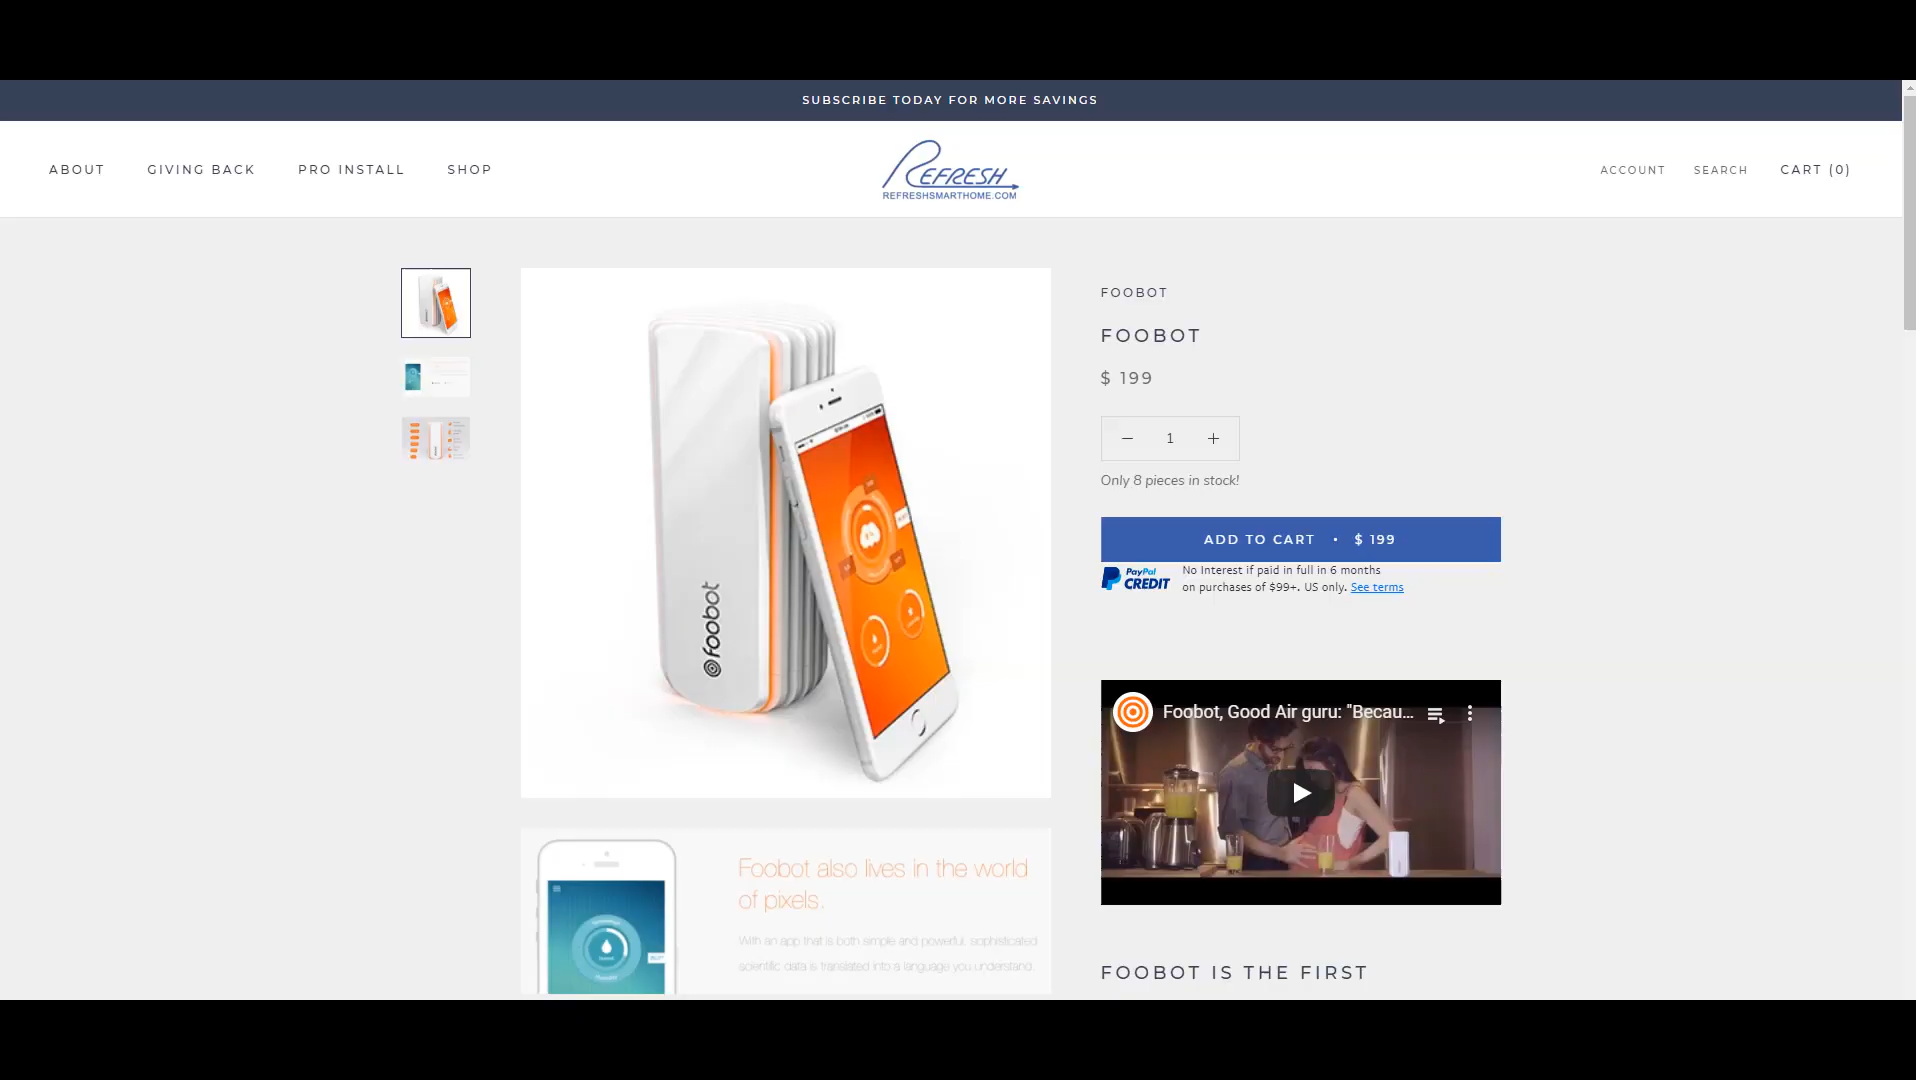 SUBSCRIBE TODAY FOR MORE SAVINGS
ABOUT GIVING BACK PRO INSTALL SHOP
REFRESH
REFRESHSMARTHOME.COM
ACCOUNT SEARCH CART (0)
FOOBOT
FOOBOT
$ 199
1
Only 8 pieces in stock!
ADD TO CART • $ 199
PayPal CREDIT
No Interest if paid in full in 6 months
on purchases of $99+. US only. See terms
foobot
Foobot, Good Air guru: "Becau...
Foobot also lives in the world
of pixels.
With an app that is both simple and powerful, sophisticated
scientific data is translated into a language you understand.
FOOBOT IS THE FIRST